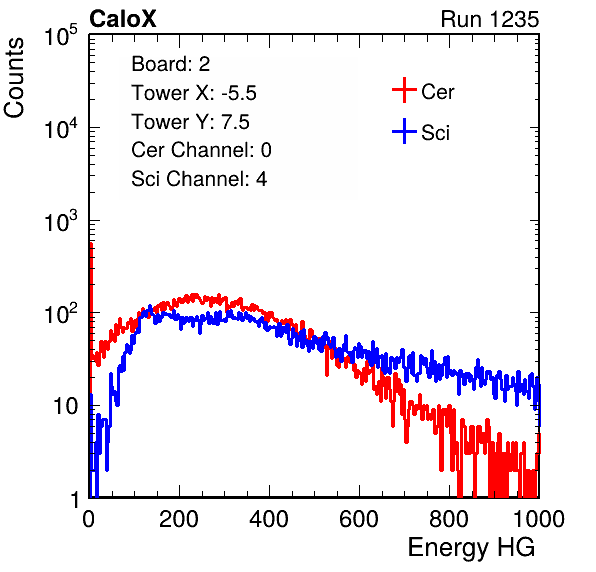 CaloX Run 1235
Counts
Board: 2
Tower X: -5.5
Tower Y: 7.5
Cer Channel: 0
Sci Channel: 4
Cer
Sci
10^5
10^4
10^3
10^2
10
1
0 200 400 600 800 1000
Energy HG